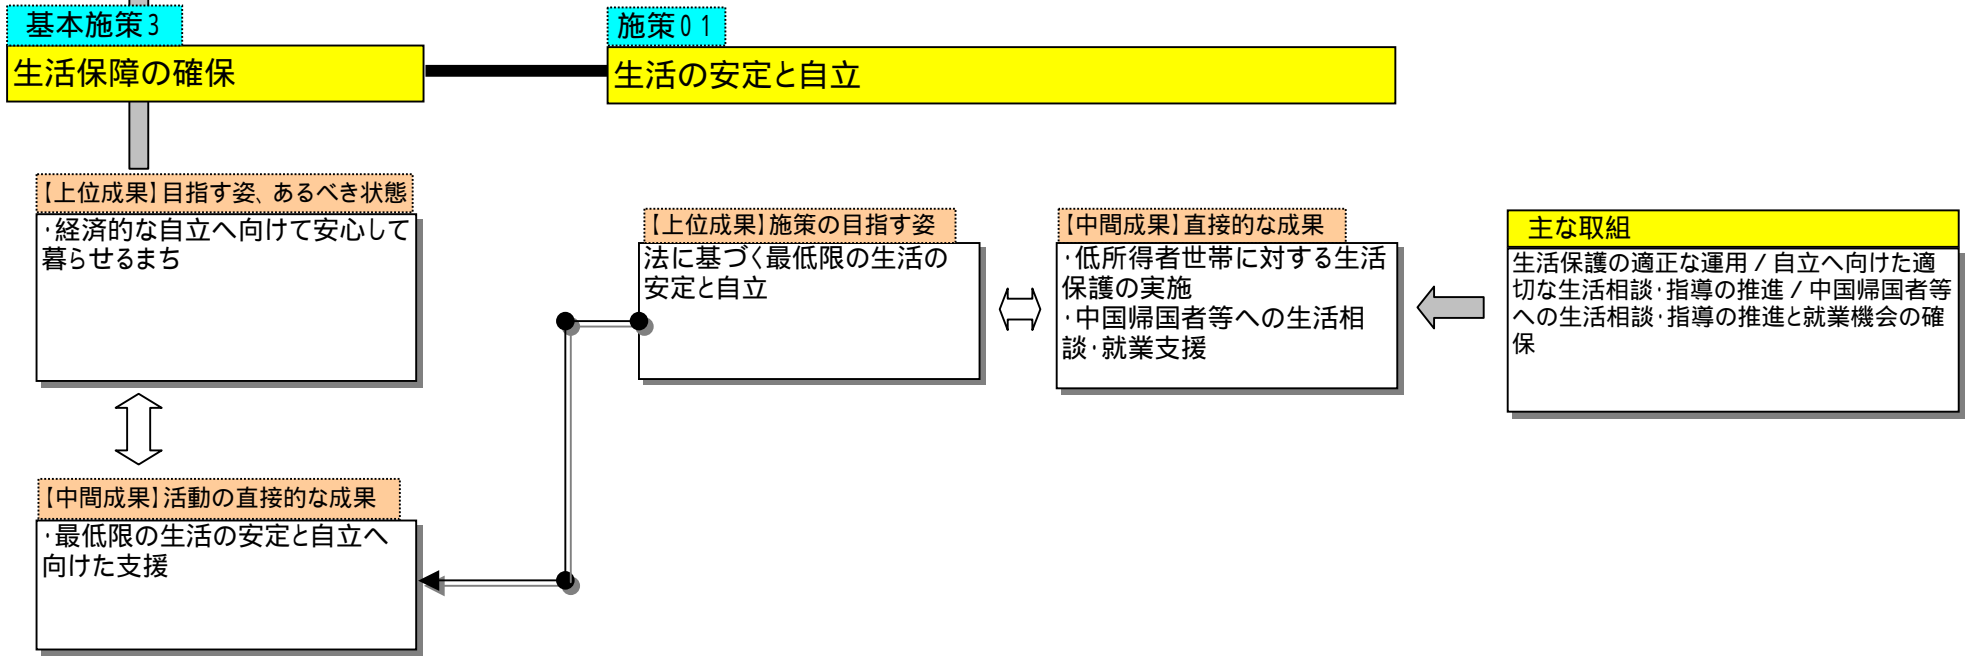 基本施策3
生活保障の確保
施策01
生活の安定と自立
【上位成果】目指す姿、あるべき状態
・経済的な自立へ向けて安心して
暮らせるまち
【中間成果】活動の直接的な成果
・最低限の生活の安定と自立へ
向けた支援
【上位成果】施策の目指す姿
法に基づく最低限の生活の
安定と自立
【中間成果】直接的な成果
・低所得者世帯に対する生活
保護の実施
・中国帰国者等への生活相
談・就業支援
主な取組
生活保護の適正な運用／自立へ向けた適
切な生活相談・指導の推進／中国帰国者等
への生活相談・指導の推進と就業機会の確
保